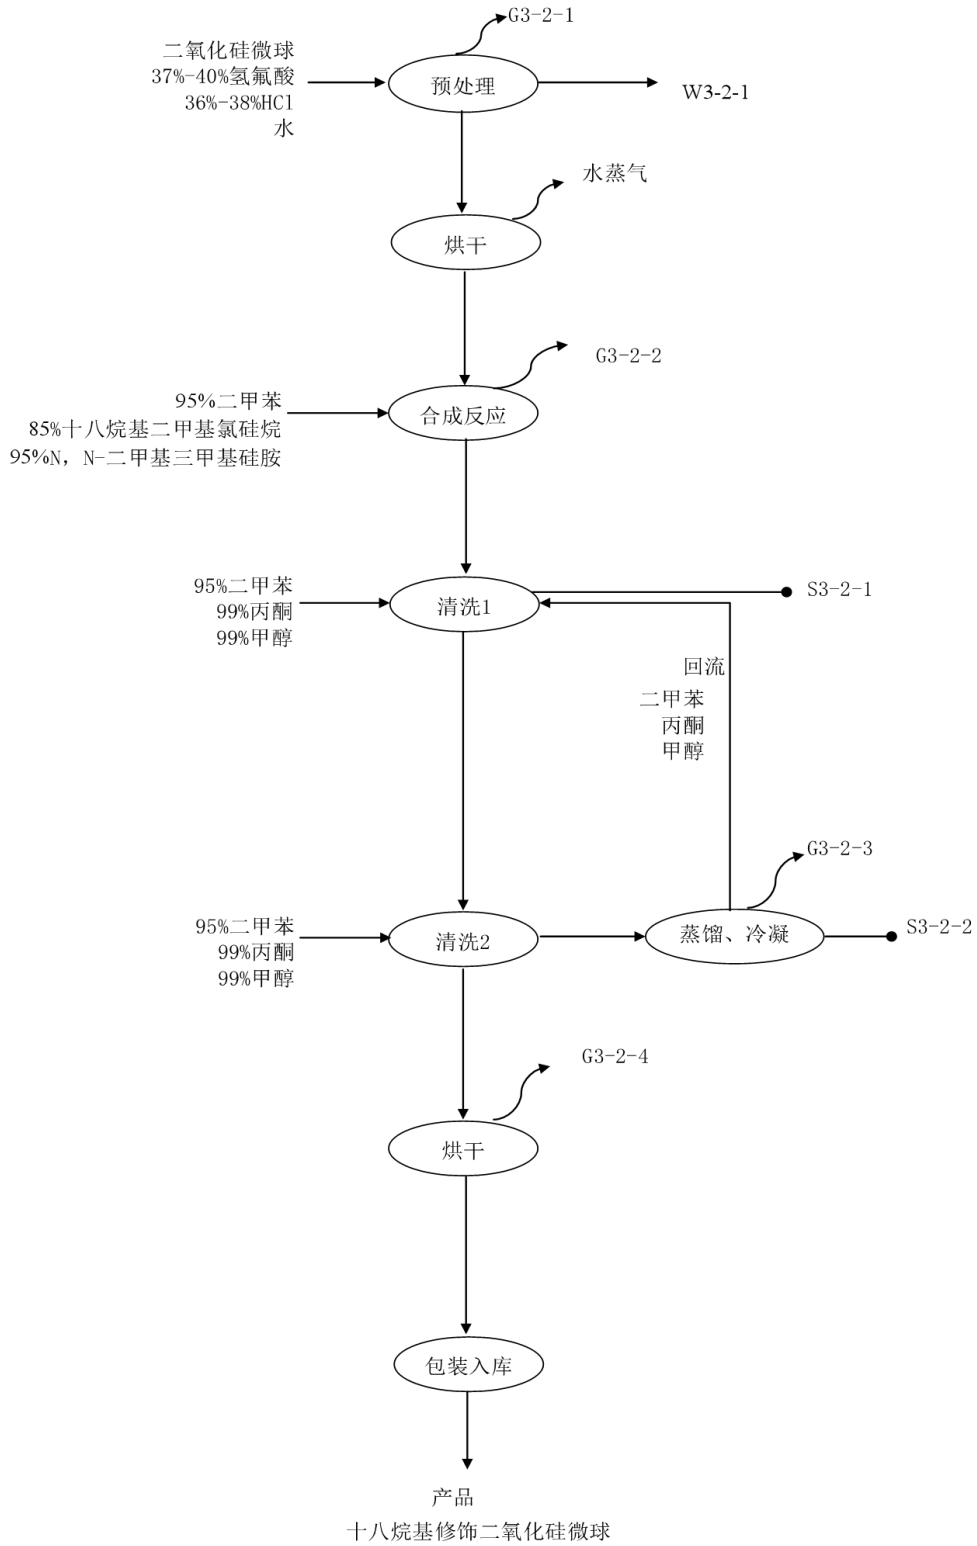 G3-2-1
二氧化硅微球
37%-40%氢氟酸
36%-38%HCl
水
预处理
W3-2-1
水蒸气
烘干
G3-2-2
95%二甲苯
85%十八烷基二甲基氯硅烷
95%N，N-二甲基三甲基硅胺
合成反应
95%二甲苯
99%丙酮
99%甲醇
清洗1
S3-2-1
回流
二甲苯
丙酮
甲醇
G3-2-3
95%二甲苯
99%丙酮
99%甲醇
清洗2
蒸馏、冷凝
S3-2-2
G3-2-4
烘干
包装入库
产品
十八烷基修饰二氧化硅微球